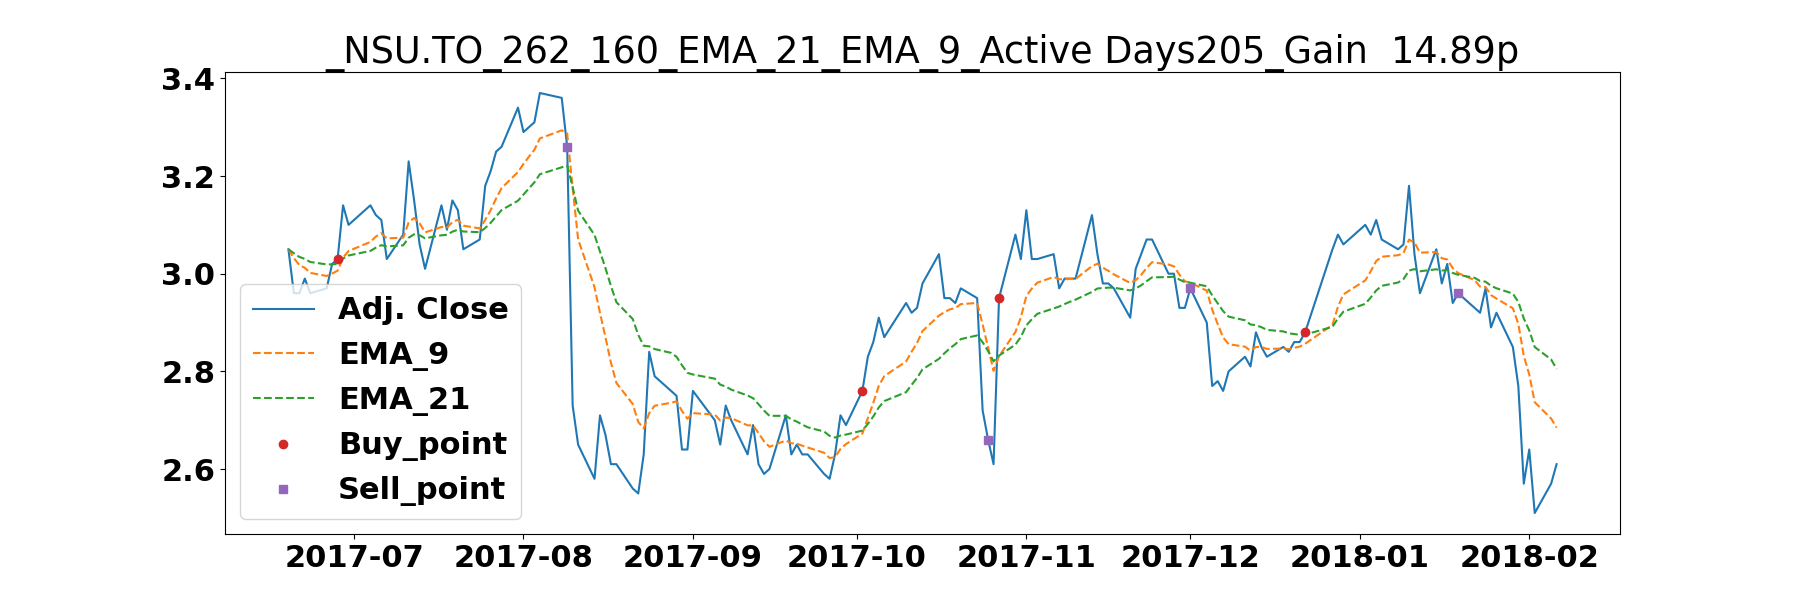 _NSU.TO_262_160_EMA_21_EMA_9_Active Days205_Gain  14.89p
3.4
3.2
3.0
2.8
2.6
Adj. Close
EMA_9
EMA_21
Buy_point
Sell_point
2017-07 2017-08 2017-09 2017-10 2017-11 2017-12 2018-01 2018-02